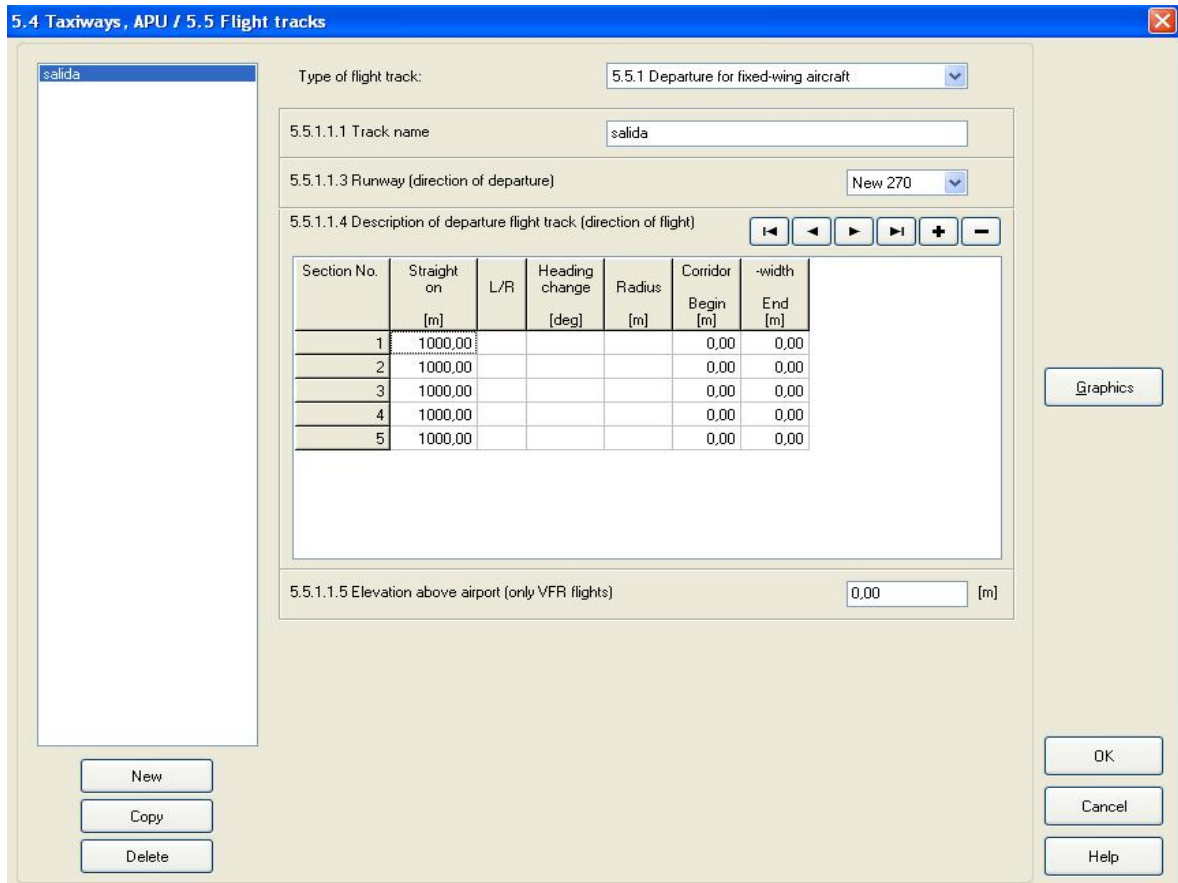 5.4 Taxiways, APU / 5.5 Flight tracks
salida
Type of flight track: 5.5.1 Departure for fixed-wing aircraft
5.5.1.1.1 Track name salida
5.5.1.1.3 Runway (direction of departure) New 270
5.5.1.1.4 Description of departure flight track (direction of flight)
Section No. Straight on [m] L/R Heading change [deg] Radius [m] Corridor Begin [m] -width End [m]
1 1000,00 0,00 0,00
2 1000,00 0,00 0,00
3 1000,00 0,00 0,00
4 1000,00 0,00 0,00
5 1000,00 0,00 0,00
5.5.1.1.5 Elevation above airport (only VFR flights) 0,00 [m]
New
Copy
Delete
Graphics
OK
Cancel
Help